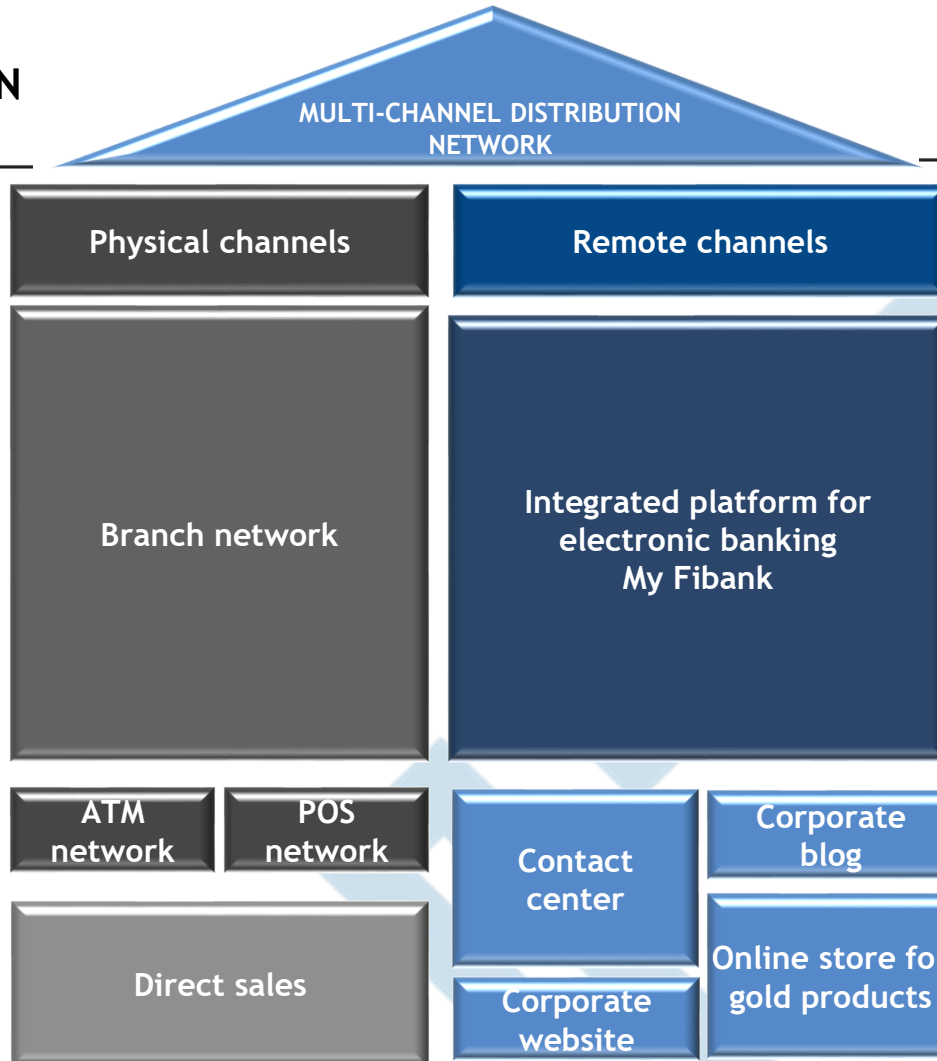 N
MULTI-CHANNEL DISTRIBUTION
NETWORK
Physical channels
Remote channels
Branch network
Integrated platform for
electronic banking
My Fibank
ATM
network
POS
network
Contact
center
Corporate
blog
Direct sales
Online store fo
gold products
Corporate
website